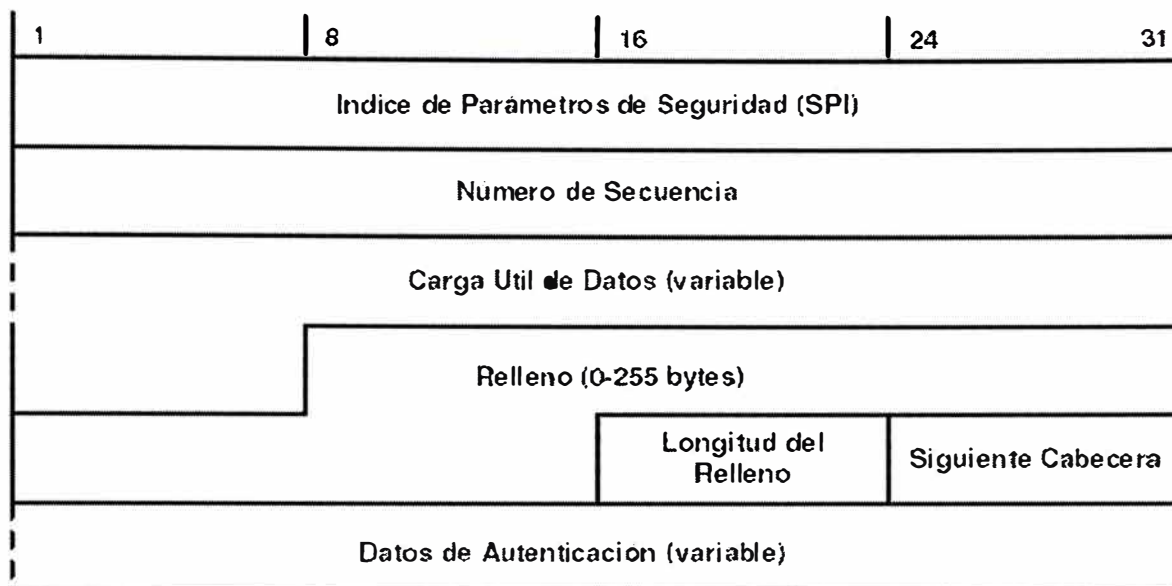 1 8 16 24 31
Indice de Parámetros de Seguridad (SPI)
Número de Secuencia
Carga Util de Datos (variable)
Relleno (0-255 bytes)
Longitud del
Relleno
Siguiente Cabecera
Datos de Autenticación (variable)